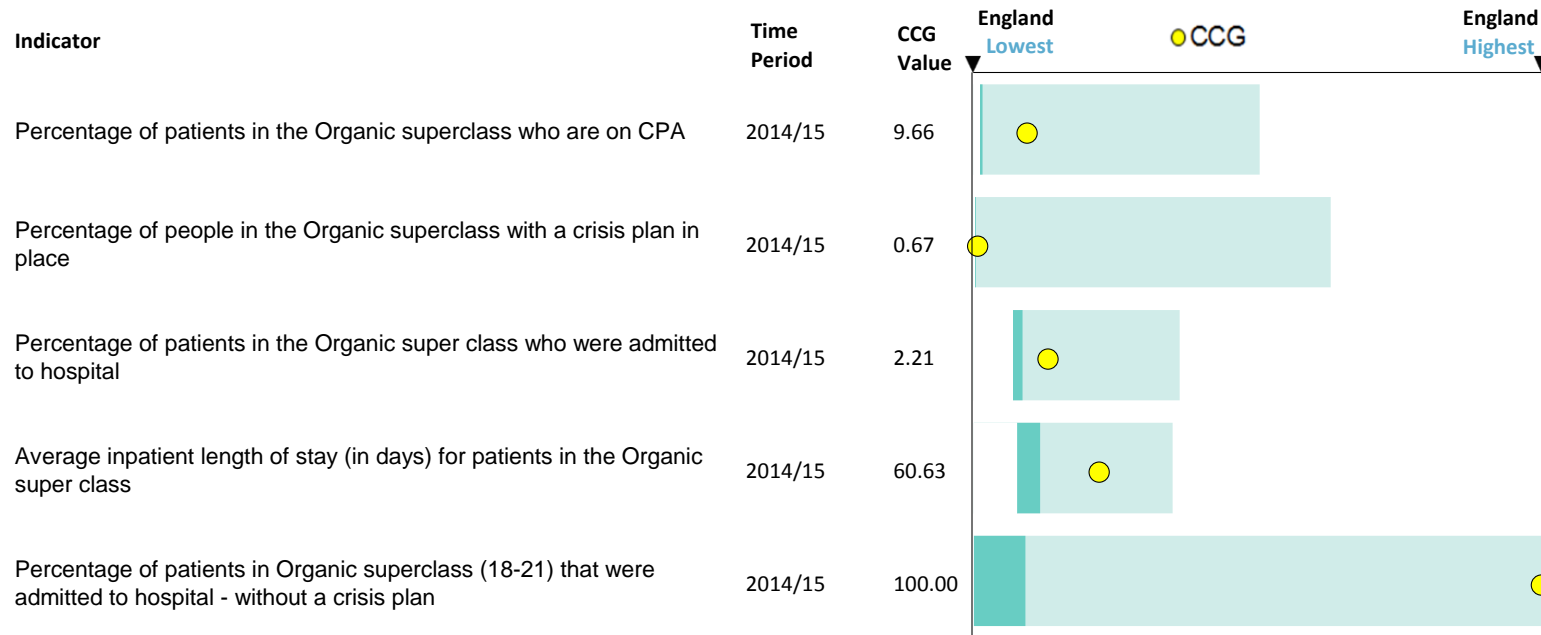 Indicator
Time
Period
CCG
Value
England
Lowest
CCG
England
Highest
Percentage of patients in the Organic superclass who are on CPA
2014/15
9.66
Percentage of people in the Organic superclass with a crisis plan in
place
2014/15
0.67
Percentage of patients in the Organic super class who were admitted
to hospital
2014/15
2.21
Average inpatient length of stay (in days) for patients in the Organic
super class
2014/15
60.63
Percentage of patients in Organic superclass (18-21) that were
admitted to hospital - without a crisis plan
2014/15
100.00